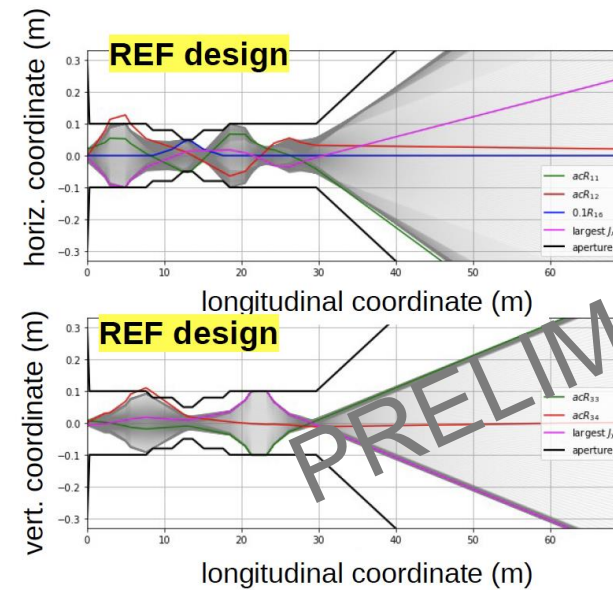 REF design
horiz. coordinate (m)
0.3
0.2
0.1
0.0
−0.1
−0.2
−0.3
0 10 20 30 40 50 60
acR₁₁
acR₁₂
0.1R₁₆
largest
aperture
longitudinal coordinate (m)
REF design
vert. coordinate (m)
0.3
0.2
0.1
0.0
−0.1
−0.2
−0.3
0 10 20 30 40 50 60
acR₃₃
acR₃₄
largest
aperture
PRELIM
longitudinal coordinate (m)